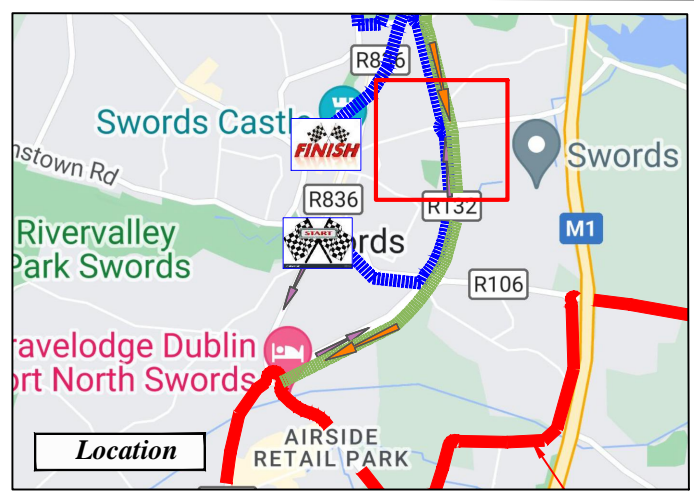 R836
Swords Castle
FINISH
nstown Rd
Swords
R836
R132
START
M1
Rivervalley
Park Swords
ords
R106
ravelodge Dublin
ort North Swords
AIRSIDE
RETAIL PARK
Location